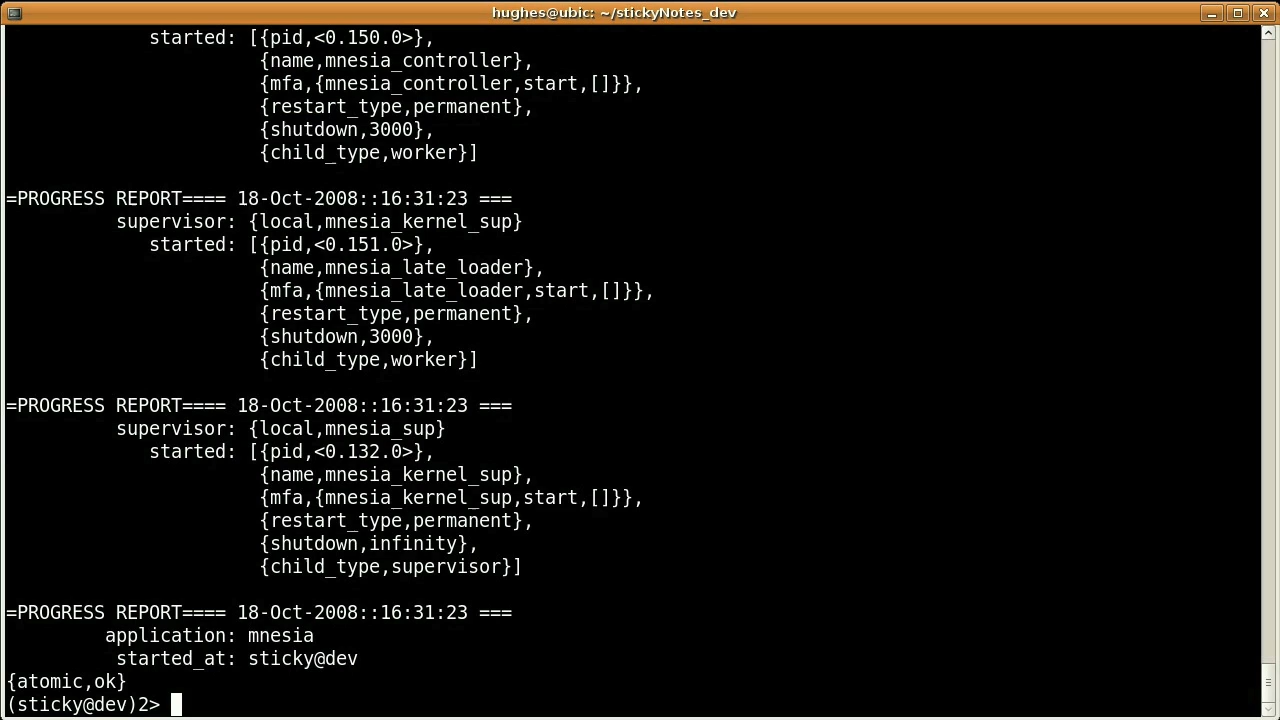 hughes@ubic: ~/stickyNotes_dev
started: [{pid,<0.150.0>},
{name,mnesia_controller},
{mfa,{mnesia_controller,start,[]}},
{restart_type,permanent},
{shutdown,3000},
{child_type,worker}]
=PROGRESS REPORT==== 18-Oct-2008::16:31:23 ===
supervisor: {local,mnesia_kernel_sup}
started: [{pid,<0.151.0>},
{name,mnesia_late_loader},
{mfa,{mnesia_late_loader,start,[]}},
{restart_type,permanent},
{shutdown,3000},
{child_type,worker}]
=PROGRESS REPORT==== 18-Oct-2008::16:31:23 ===
supervisor: {local,mnesia_sup}
started: [{pid,<0.132.0>},
{name,mnesia_kernel_sup},
{mfa,{mnesia_kernel_sup,start,[]}},
{restart_type,permanent},
{shutdown,infinity},
{child_type,supervisor}]
=PROGRESS REPORT==== 18-Oct-2008::16:31:23 ===
application: mnesia
started_at: sticky@dev
{atomic,ok}
(sticky@dev)2>